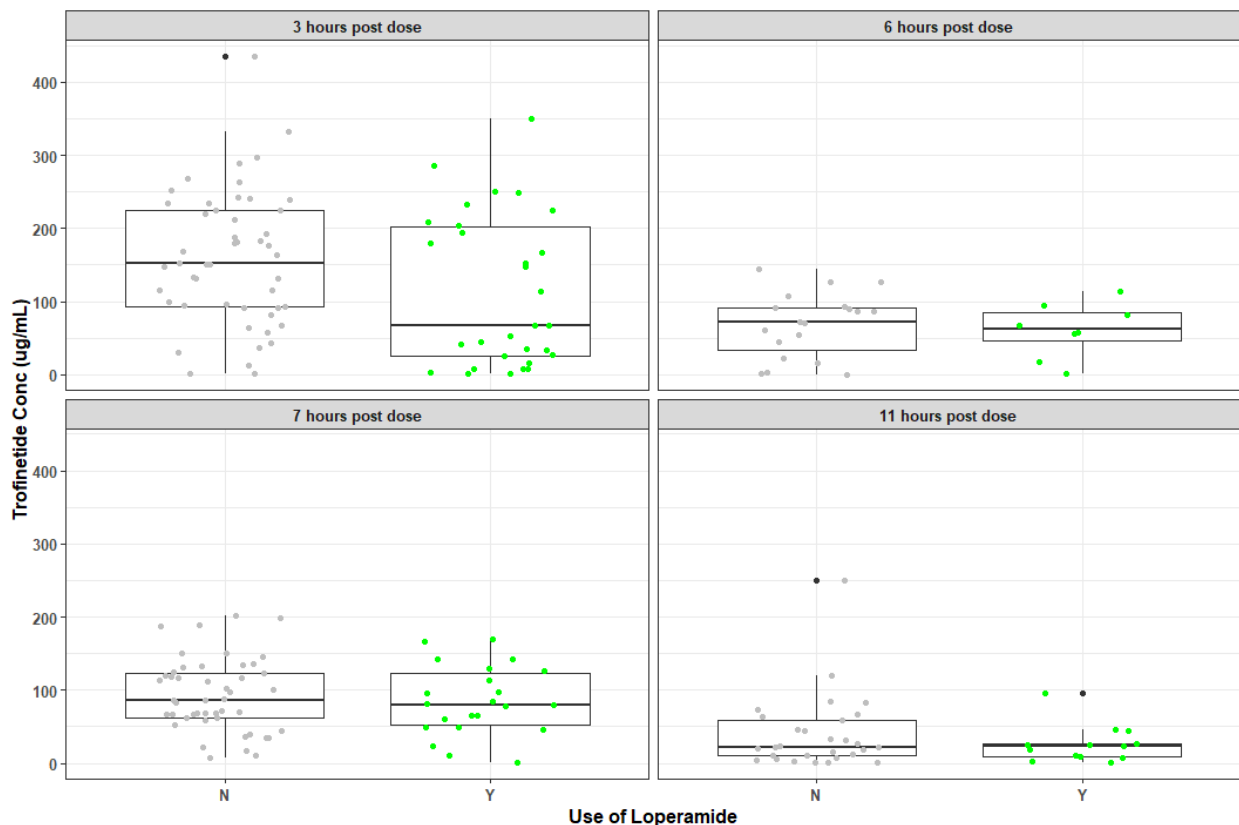 3 hours post dose
6 hours post dose
400
300
200
100
0
7 hours post dose
11 hours post dose
400
300
200
100
0
N
Y
N
Y
Trofinetide Conc (ug/mL)
Use of Loperamide